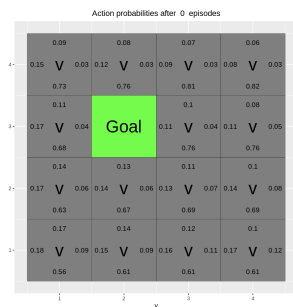 Action probabilities after 0 episodes
0.09 0.08 0.07 0.06
4 0.15 V 0.03 0.12 V 0.03 0.09 V 0.03 0.08 V 0.03
0.73 0.76 0.81 0.82
0.11 0.1 0.08
3 0.17 V 0.04 Goal 0.11 V 0.04 0.11 V 0.05
0.68 0.76 0.76
0.14 0.13 0.11 0.1
2 0.17 V 0.06 0.14 V 0.06 0.13 V 0.07 0.14 V 0.08
0.63 0.67 0.69 0.69
0.17 0.14 0.12 0.1
1 0.18 V 0.09 0.15 V 0.09 0.16 V 0.11 0.17 V 0.12
0.56 0.61 0.61 0.61
1 2 3 4